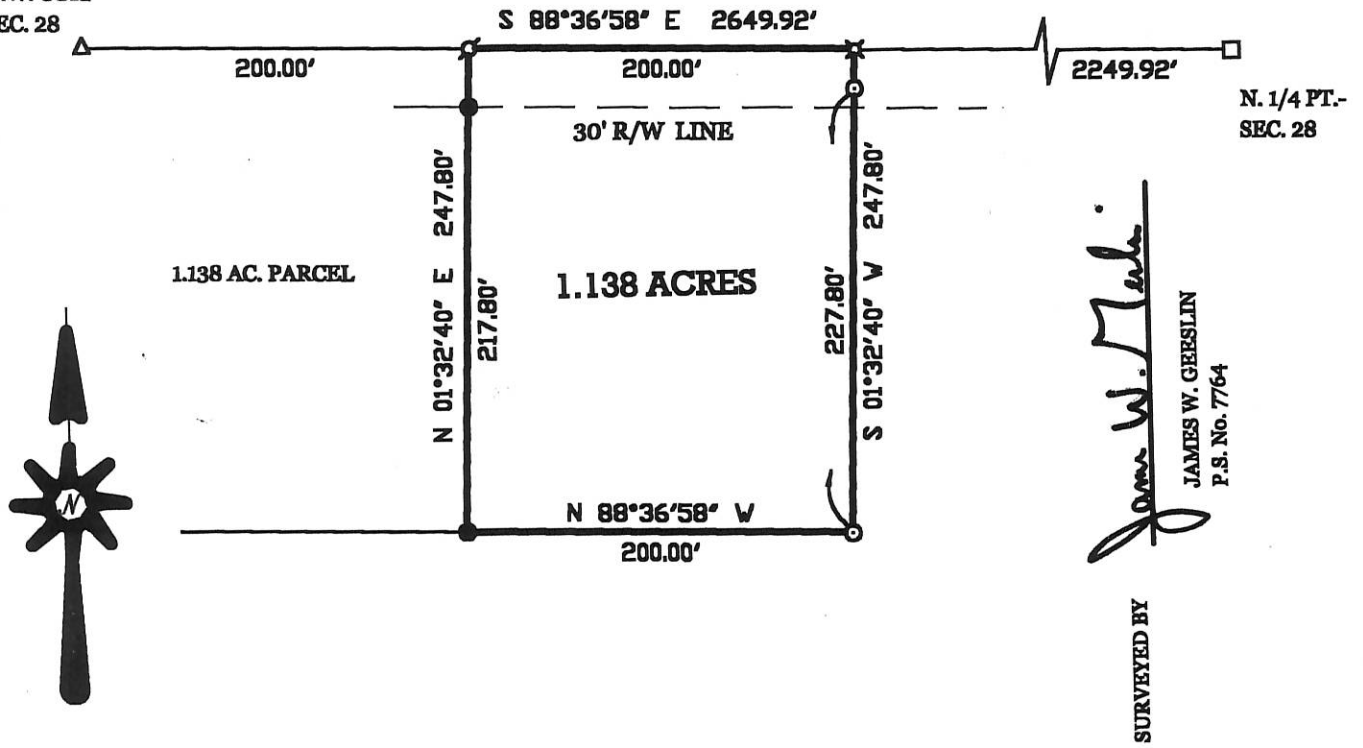 SEC. 28
S 88°36'58" E 2649.92'
200.00'
200.00'
2249.92'
N. 1/4 PT.-
SEC. 28
30' R/W LINE
N 01°32'40" E 247.80'
217.80'
1.138 AC. PARCEL
1.138 ACRES
227.80'
S 01°32'40" W 247.80'
N 88°36'58" W
200.00'
N
SURVEYED BY
James W. Geeslin
JAMES W. GEESLIN
P.S. No. 7764